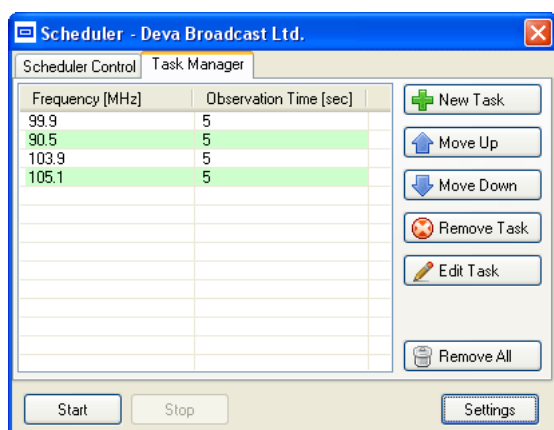 Scheduler - Deva Broadcast Ltd.
Scheduler Control Task Manager
Frequency [MHz] Observation Time [sec]
99.9 5
90.5 5
103.9 5
105.1 5
New Task
Move Up
Move Down
Remove Task
Edit Task
Remove All
Start Stop Settings